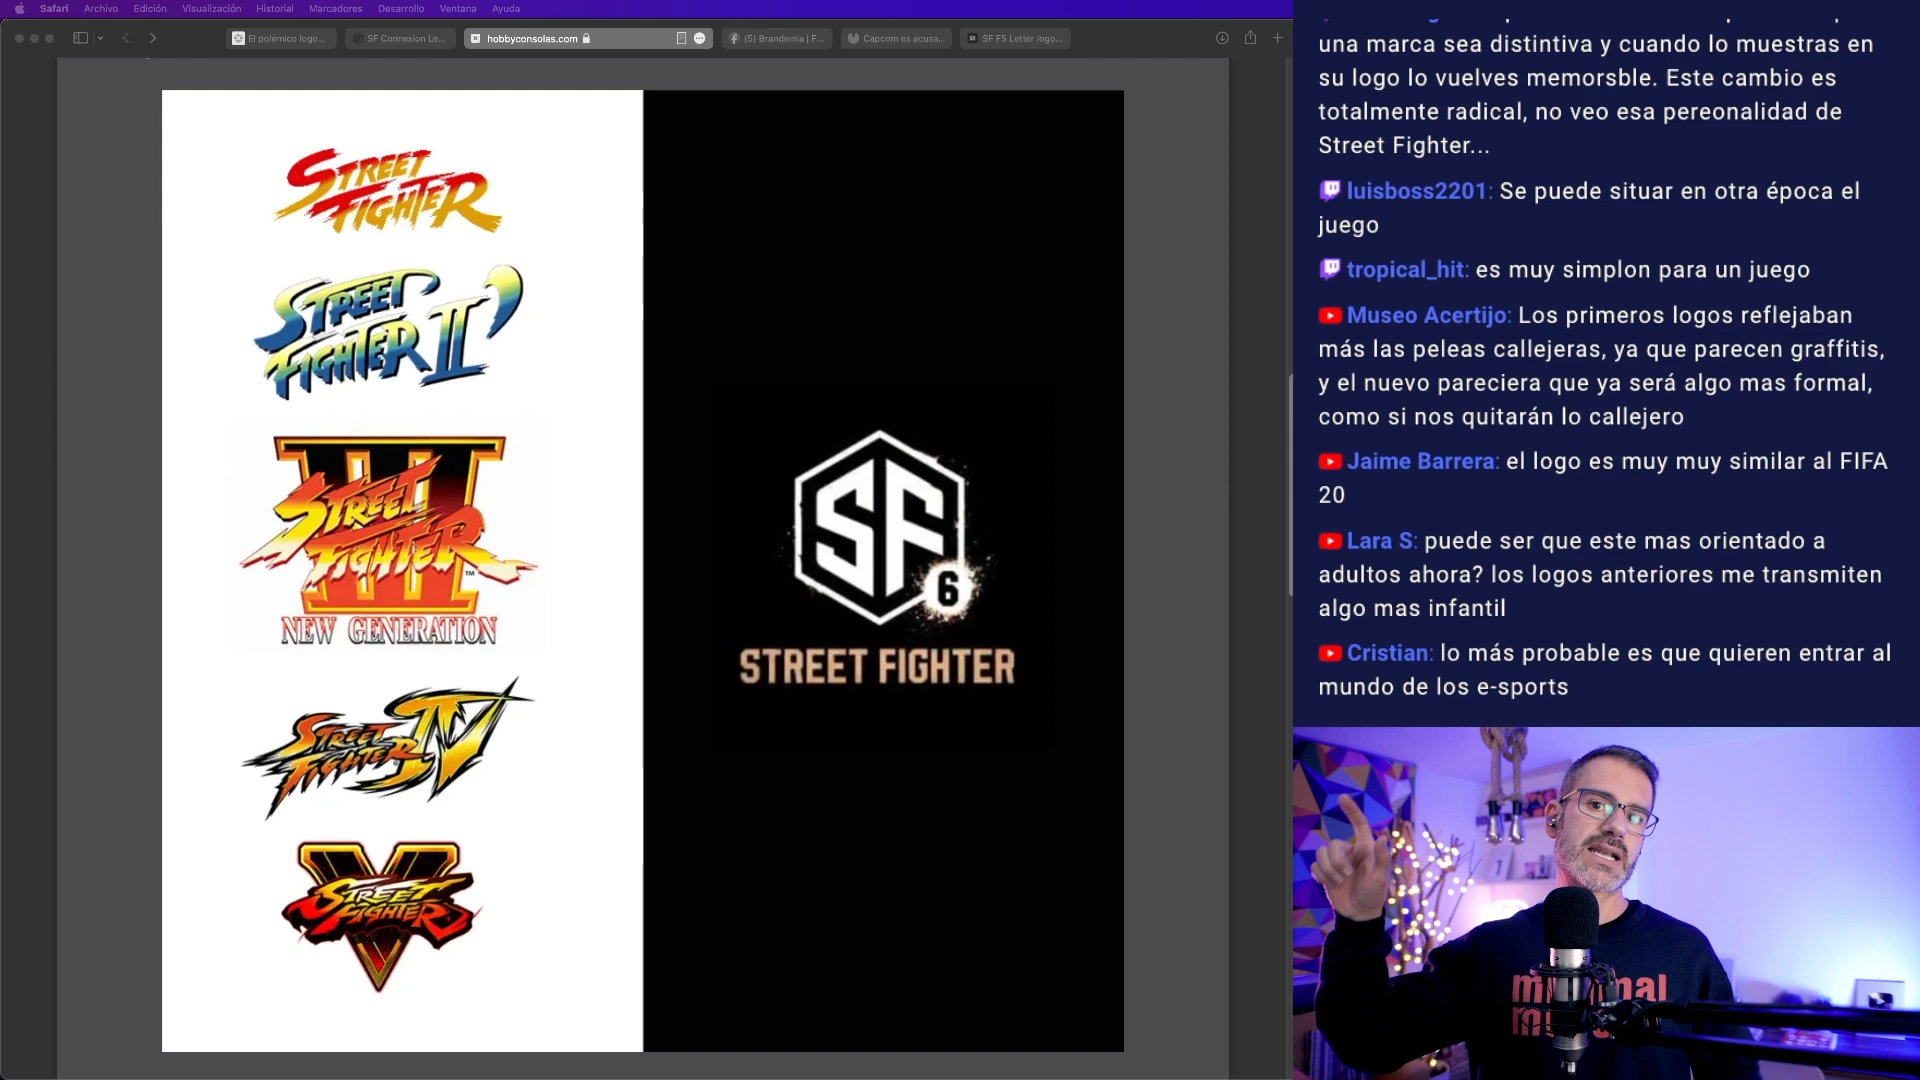 Safari Archivo Edición Visualización Historial Marcadores Desarrollo Ventana Ayuda
El polémico logo... SF Connexion Le... hobbyconsolas.com (5) Brandemia | F... Capcom es acusa... SF FS Letter logo...
STREET
FIGHTER
STREET
FIGHTER II'
III
STREET
FIGHTER
TM
NEW GENERATION
STREET
FIGHTER IV
V
STREET
FIGHTER
SF
6
STREET FIGHTER
una marca sea distintiva y cuando lo muestras en
su logo lo vuelves memorsble. Este cambio es
totalmente radical, no veo esa pereonalidad de
Street Fighter...
luisboss2201: Se puede situar en otra época el
juego
tropical_hit: es muy simplon para un juego
Museo Acertijo: Los primeros logos reflejaban
más las peleas callejeras, ya que parecen graffitis,
y el nuevo pareciera que ya será algo mas formal,
como si nos quitarán lo callejero
Jaime Barrera: el logo es muy muy similar al FIFA
20
Lara S: puede ser que este mas orientado a
adultos ahora? los logos anteriores me transmiten
algo mas infantil
Cristian: lo más probable es que quieren entrar al
mundo de los e-sports